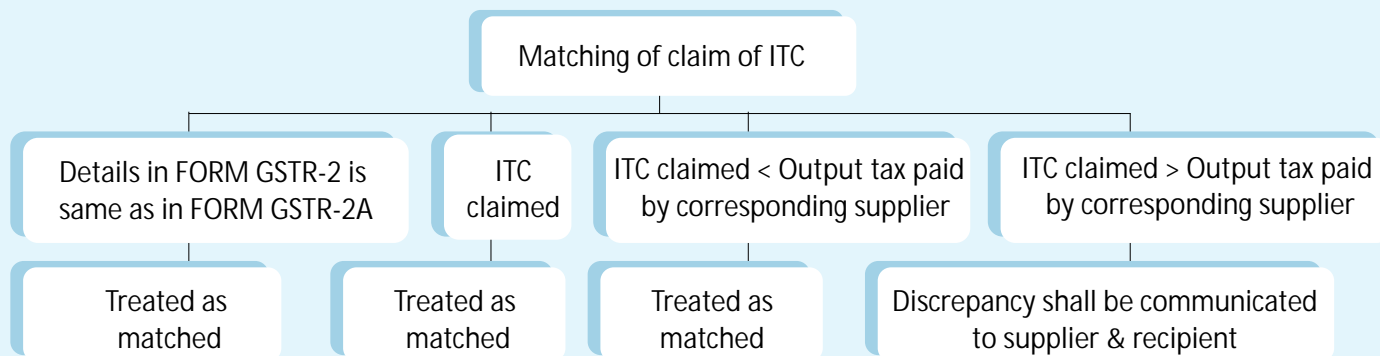 Matching of claim of ITC
Details in FORM GSTR-2 is
same as in FORM GSTR-2A
ITC
claimed
ITC claimed < Output tax paid
by corresponding supplier
ITC claimed > Output tax paid
by corresponding supplier
Treated as
matched
Treated as
matched
Treated as
matched
Discrepancy shall be communicated
to supplier & recipient